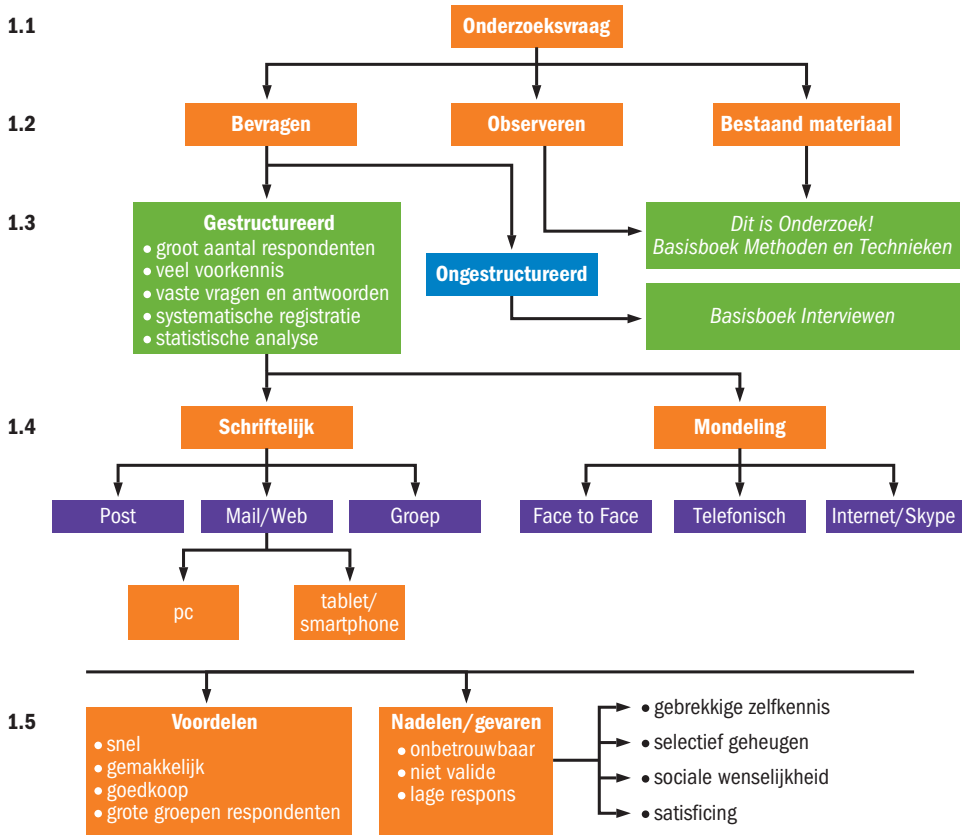 1.1
Onderzoeksvraag
1.2
Bevragen
Observeren
Bestaand materiaal
1.3
Gestructureerd
• groot aantal respondenten
• veel voorkennis
• vaste vragen en antwoorden
• systematische registratie
• statistische analyse
Ongestructureerd
Dit is Onderzoek!
Basisboek Methoden en Technieken
Basisboek Interviewen
1.4
Schriftelijk
Mondeling
Post
Mail/Web
Groep
Face to Face
Telefonisch
Internet/Skype
pc
tablet/
smartphone
1.5
Voordelen
• snel
• gemakkelijk
• goedkoop
• grote groepen respondenten
Nadelen/gevaren
• onbetrouwbaar
• niet valide
• lage respons
• gebrekkige zelfkennis
• selectief geheugen
• sociale wenselijkheid
• satisficing